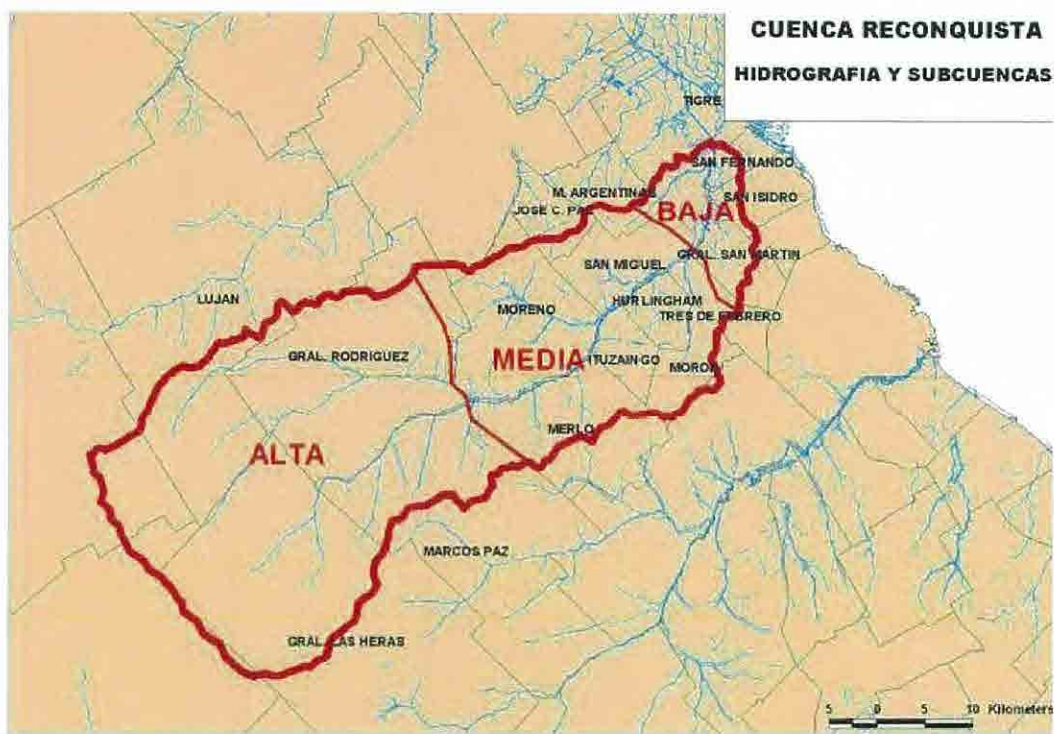 CUENCA RECONQUISTA
HIDROGRAFIA Y SUBCUENCAS
TIGRE
SAN FERNANDO
M. ARGENTINAS
SAN ISIDRO
JOSE C. PAZ
BAJA
GRAL. SAN MARTIN
SAN MIGUEL
LUJAN
HURLINGHAM
MORENO
TRES DE FEBRERO
GRAL. RODRIGUEZ
MEDIA
ITUZAINGO
MORON
MERLO
ALTA
MARCOS PAZ
GRAL. LAS HERAS
5 0 5 10 Kilometers